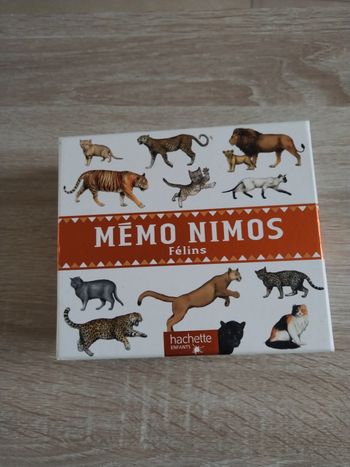 MĒMO NIMOS
Félins
hachette
ENFANTS